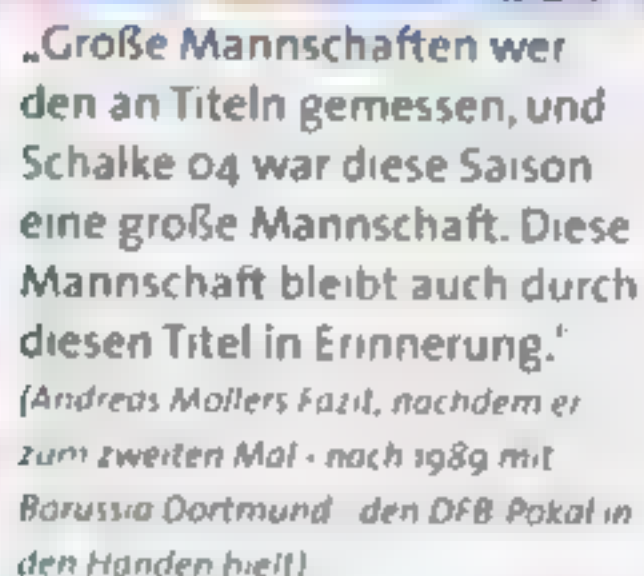 „Große Mannschaften wer
den an Titeln gemessen, und
Schalke 04 war diese Saison
eine große Mannschaft. Diese
Mannschaft bleibt auch durch
diesen Titel in Erinnerung.“
(Andreas Möllers Fazit, nachdem er
zum zweiten Mal - nach 1989 mit
Borussia Dortmund den DFB Pokal in
den Händen hielt)